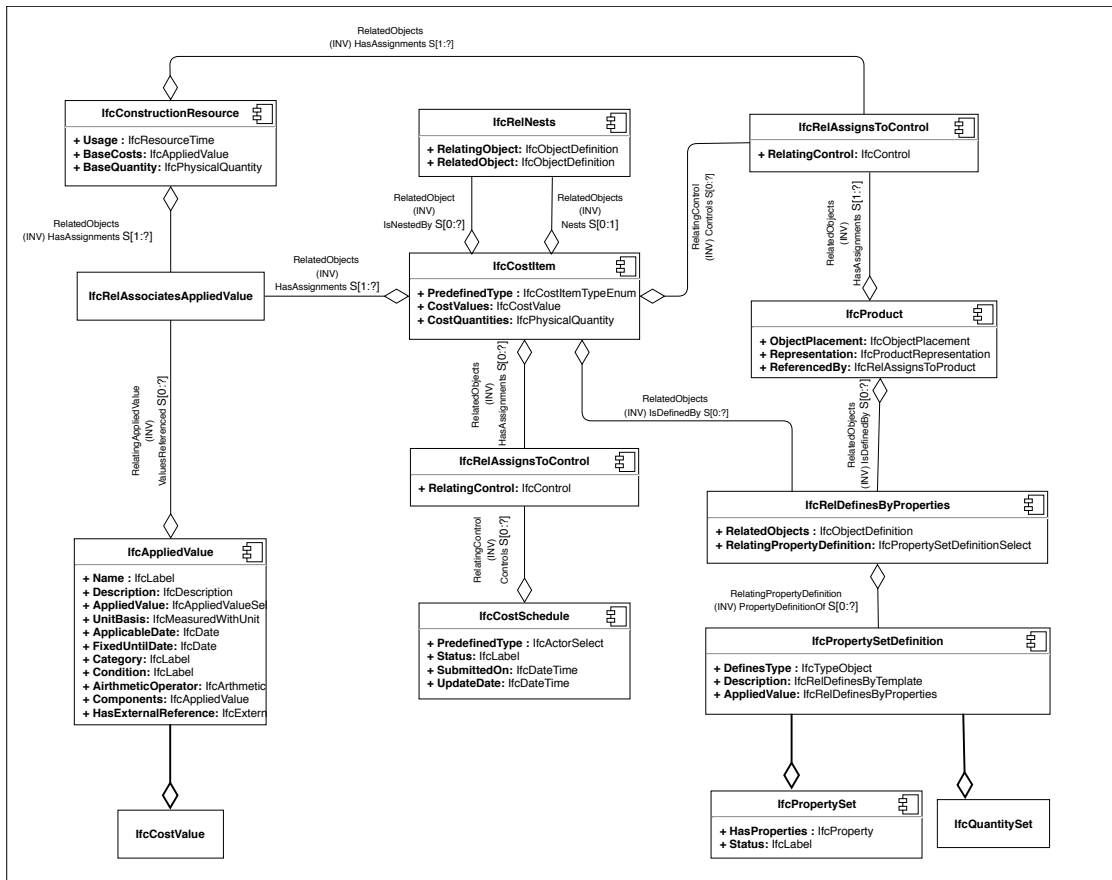 RelatedObjects
(INV) HasAssignments S[1:?]
IfcConstructionResource
+ Usage : IfcResourceTime
+ BaseCosts: IfcAppliedValue
+ BaseQuantity: IfcPhysicalQuantity
IfcRelNests
+ RelatingObject: IfcObjectDefinition
+ RelatedObject: IfcObjectDefinition
IfcRelAssignsToControl
+ RelatingControl: IfcControl
RelatedObjects
(INV) HasAssignments S[1:?]
RelatedObject
(INV)
IsNestedBy S[0:?]
RelatedObjects
(INV)
Nests S[0:1]
RelatingControl
(INV) Controls S[0:?]
RelatedObjects
(INV)
HasAssignments S[1:?]
IfcRelAssociatesAppliedValue
RelatedObjects
(INV)
HasAssignments S[1:?]
IfcCostItem
+ PredefinedType : IfcCostItemTypeEnum
+ CostValues: IfcCostValue
+ CostQuantities: IfcPhysicalQuantity
IfcProduct
+ ObjectPlacement: IfcObjectPlacement
+ Representation: IfcProductRepresentation
+ ReferencedBy: IfcRelAssignsToProduct
RelatingAppliedValue
(INV)
ValuesReferenced S[0:?]
RelatedObjects
(INV)
HasAssignments S[0:?]
RelatedObjects
(INV) IsDefinedBy S[0:?]
RelatedObjects
(INV) IsDefinedBy S[0:?]
IfcRelAssignsToControl
+ RelatingControl: IfcControl
IfcRelDefinesByProperties
+ RelatedObjects : IfcObjectDefinition
+ RelatingPropertyDefinition: IfcPropertySetDefinitionSelect
RelatingControl
(INV)
Controls S[0:?]
IfcAppliedValue
+ Name : IfcLabel
+ Description: IfcDescription
+ AppliedValue: IfcAppliedValueSel
+ UnitBasis: IfcMeasuredWithUnit
+ ApplicableDate: IfcDate
+ FixedUntilDate: IfcDate
+ Category: IfcLabel
+ Condition: IfcLabel
+ AirthmeticOperator: IfcArthmetic
+ Components: IfcAppliedValue
+ HasExternalReference: IfcExtern
IfcCostSchedule
+ PredefinedType : IfcActorSelect
+ Status: IfcLabel
+ SubmittedOn: IfcDateTime
+ UpdateDate: IfcDateTime
RelatingPropertyDefinition
(INV) PropertyDefinitionOf S[0:?]
IfcPropertySetDefinition
+ DefinesType : IfcTypeObject
+ Description: IfcRelDefinesByTemplate
+ AppliedValue: IfcRelDefinesByProperties
IfcCostValue
IfcPropertySet
+ HasProperties : IfcProperty
+ Status: IfcLabel
IfcQuantitySet